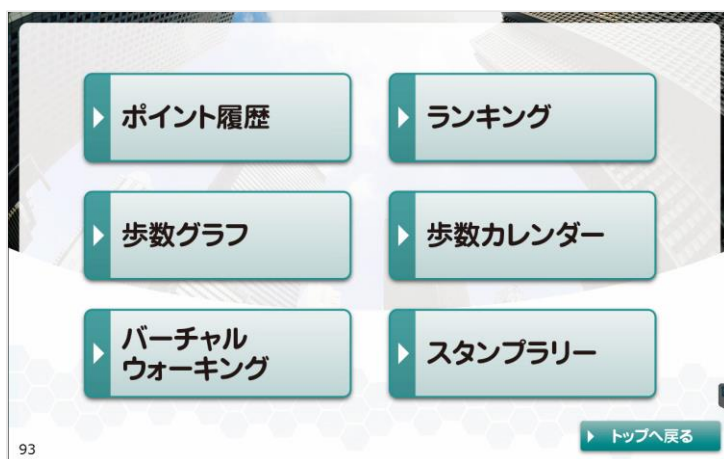 ポイント履歴
ランキング
歩数グラフ
歩数カレンダー
バーチャル
ウォーキング
スタンプラリー
トップへ戻る
93